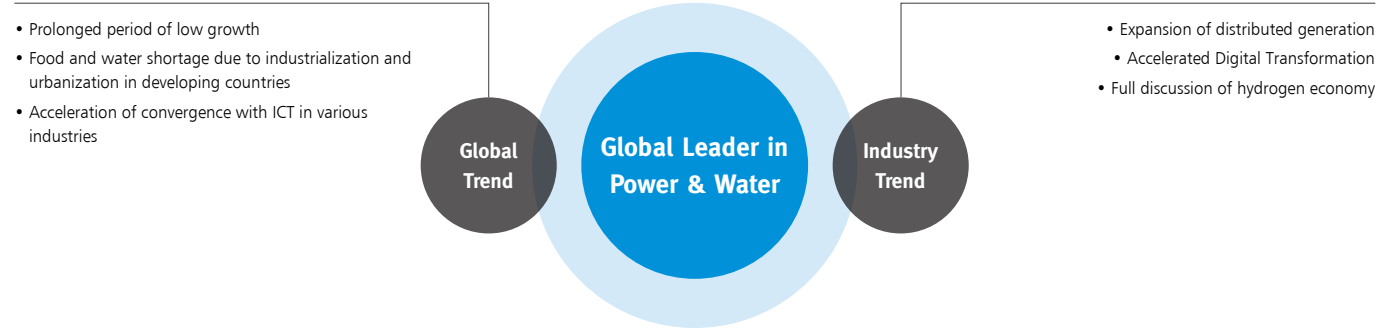 • Prolonged period of low growth
• Food and water shortage due to industrialization and
urbanization in developing countries
• Acceleration of convergence with ICT in various
industries
Global
Trend
Global Leader in
Power & Water
Industry
Trend
• Expansion of distributed generation
• Accelerated Digital Transformation
• Full discussion of hydrogen economy